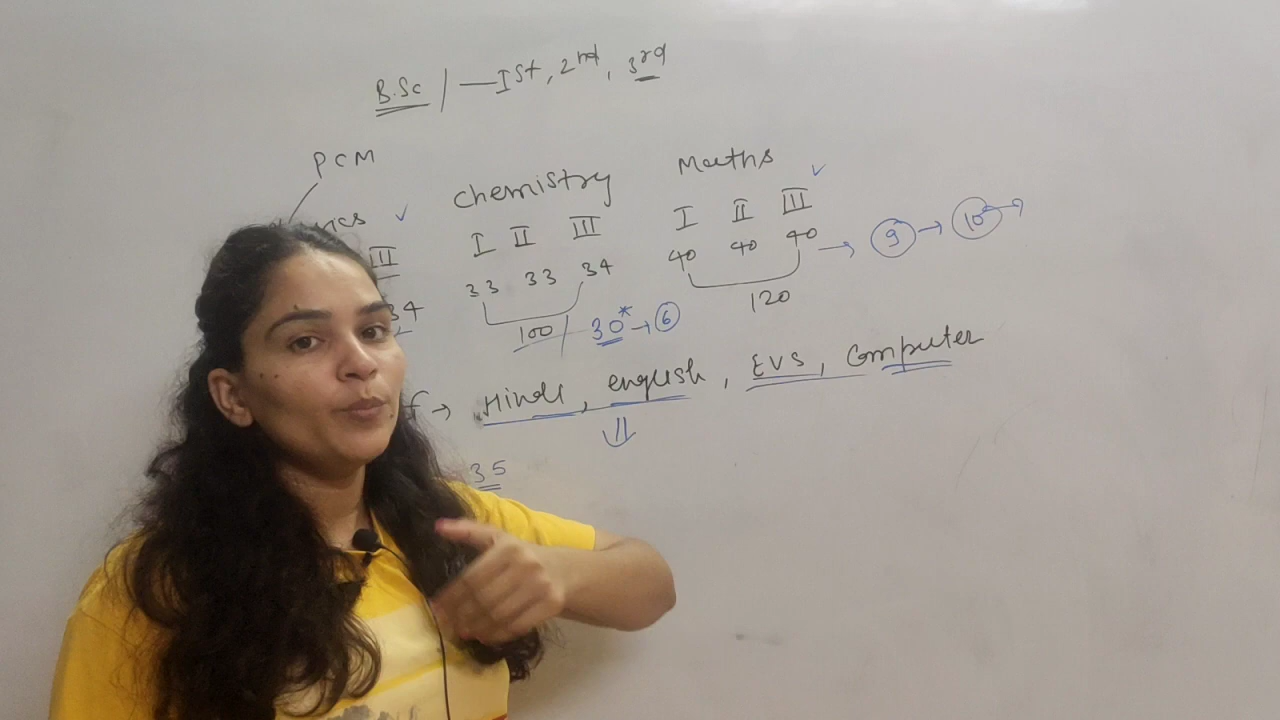 B.Sc / — Ist, 2nd, 3rd
PCM
Chemistry Maths
III I II III I II III
34 33 33 34 40 40 40 → 9 → 10 →
100 / 30* → 6 120
→ Hindi, english, EVS, Computer
35